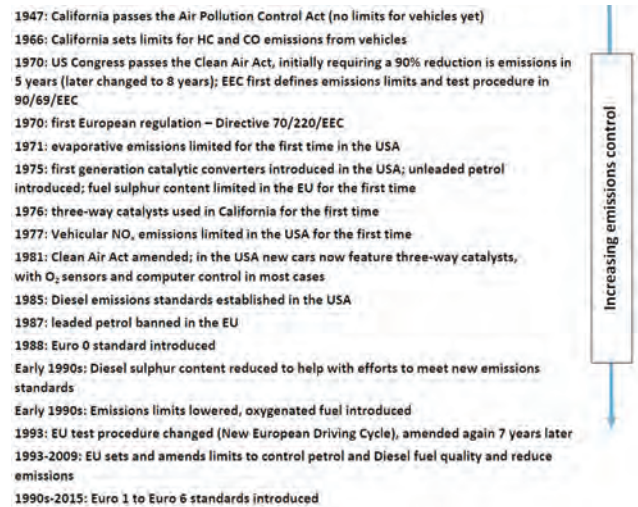 1947: California passes the Air Pollution Control Act (no limits for vehicles yet)
1966: California sets limits for HC and CO emissions from vehicles
1970: US Congress passes the Clean Air Act, initially requiring a 90% reduction is emissions in
5 years (later changed to 8 years); EEC first defines emissions limits and test procedure in
90/69/EEC
1970: first European regulation – Directive 70/220/EEC
1971: evaporative emissions limited for the first time in the USA
1975: first generation catalytic converters introduced in the USA; unleaded petrol
introduced; fuel sulphur content limited in the EU for the first time
1976: three-way catalysts used in California for the first time
1977: Vehicular NOₓ emissions limited in the USA for the first time
1981: Clean Air Act amended; in the USA new cars now feature three-way catalysts,
with O₂ sensors and computer control in most cases
1985: Diesel emissions standards established in the USA
1987: leaded petrol banned in the EU
1988: Euro 0 standard introduced
Early 1990s: Diesel sulphur content reduced to help with efforts to meet new emissions
standards
Early 1990s: Emissions limits lowered, oxygenated fuel introduced
1993: EU test procedure changed (New European Driving Cycle), amended again 7 years later
1993-2009: EU sets and amends limits to control petrol and Diesel fuel quality and reduce
emissions
1990s-2015: Euro 1 to Euro 6 standards introduced
Increasing emissions control